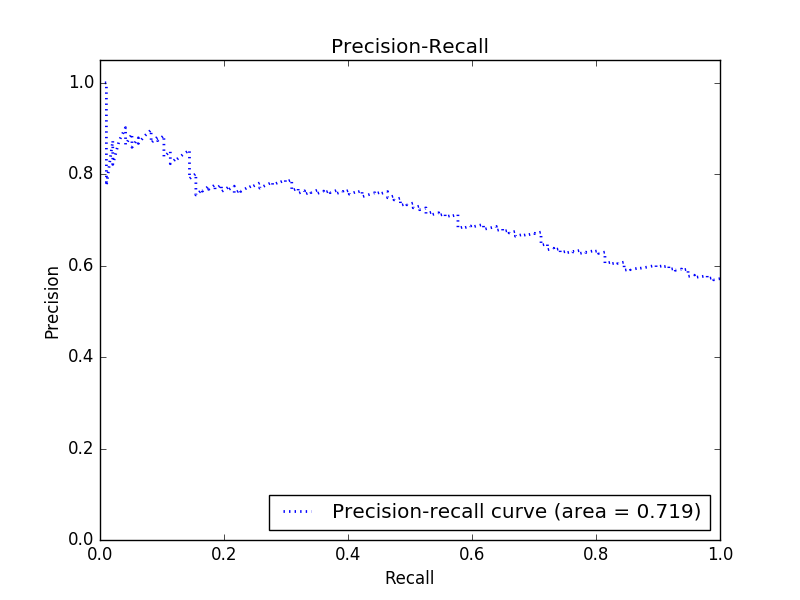 Precision-Recall
1.0
0.8
0.6
0.4
0.2
0.0
Precision
Precision-recall curve (area = 0.719)
0.0 0.2 0.4 0.6 0.8 1.0
Recall